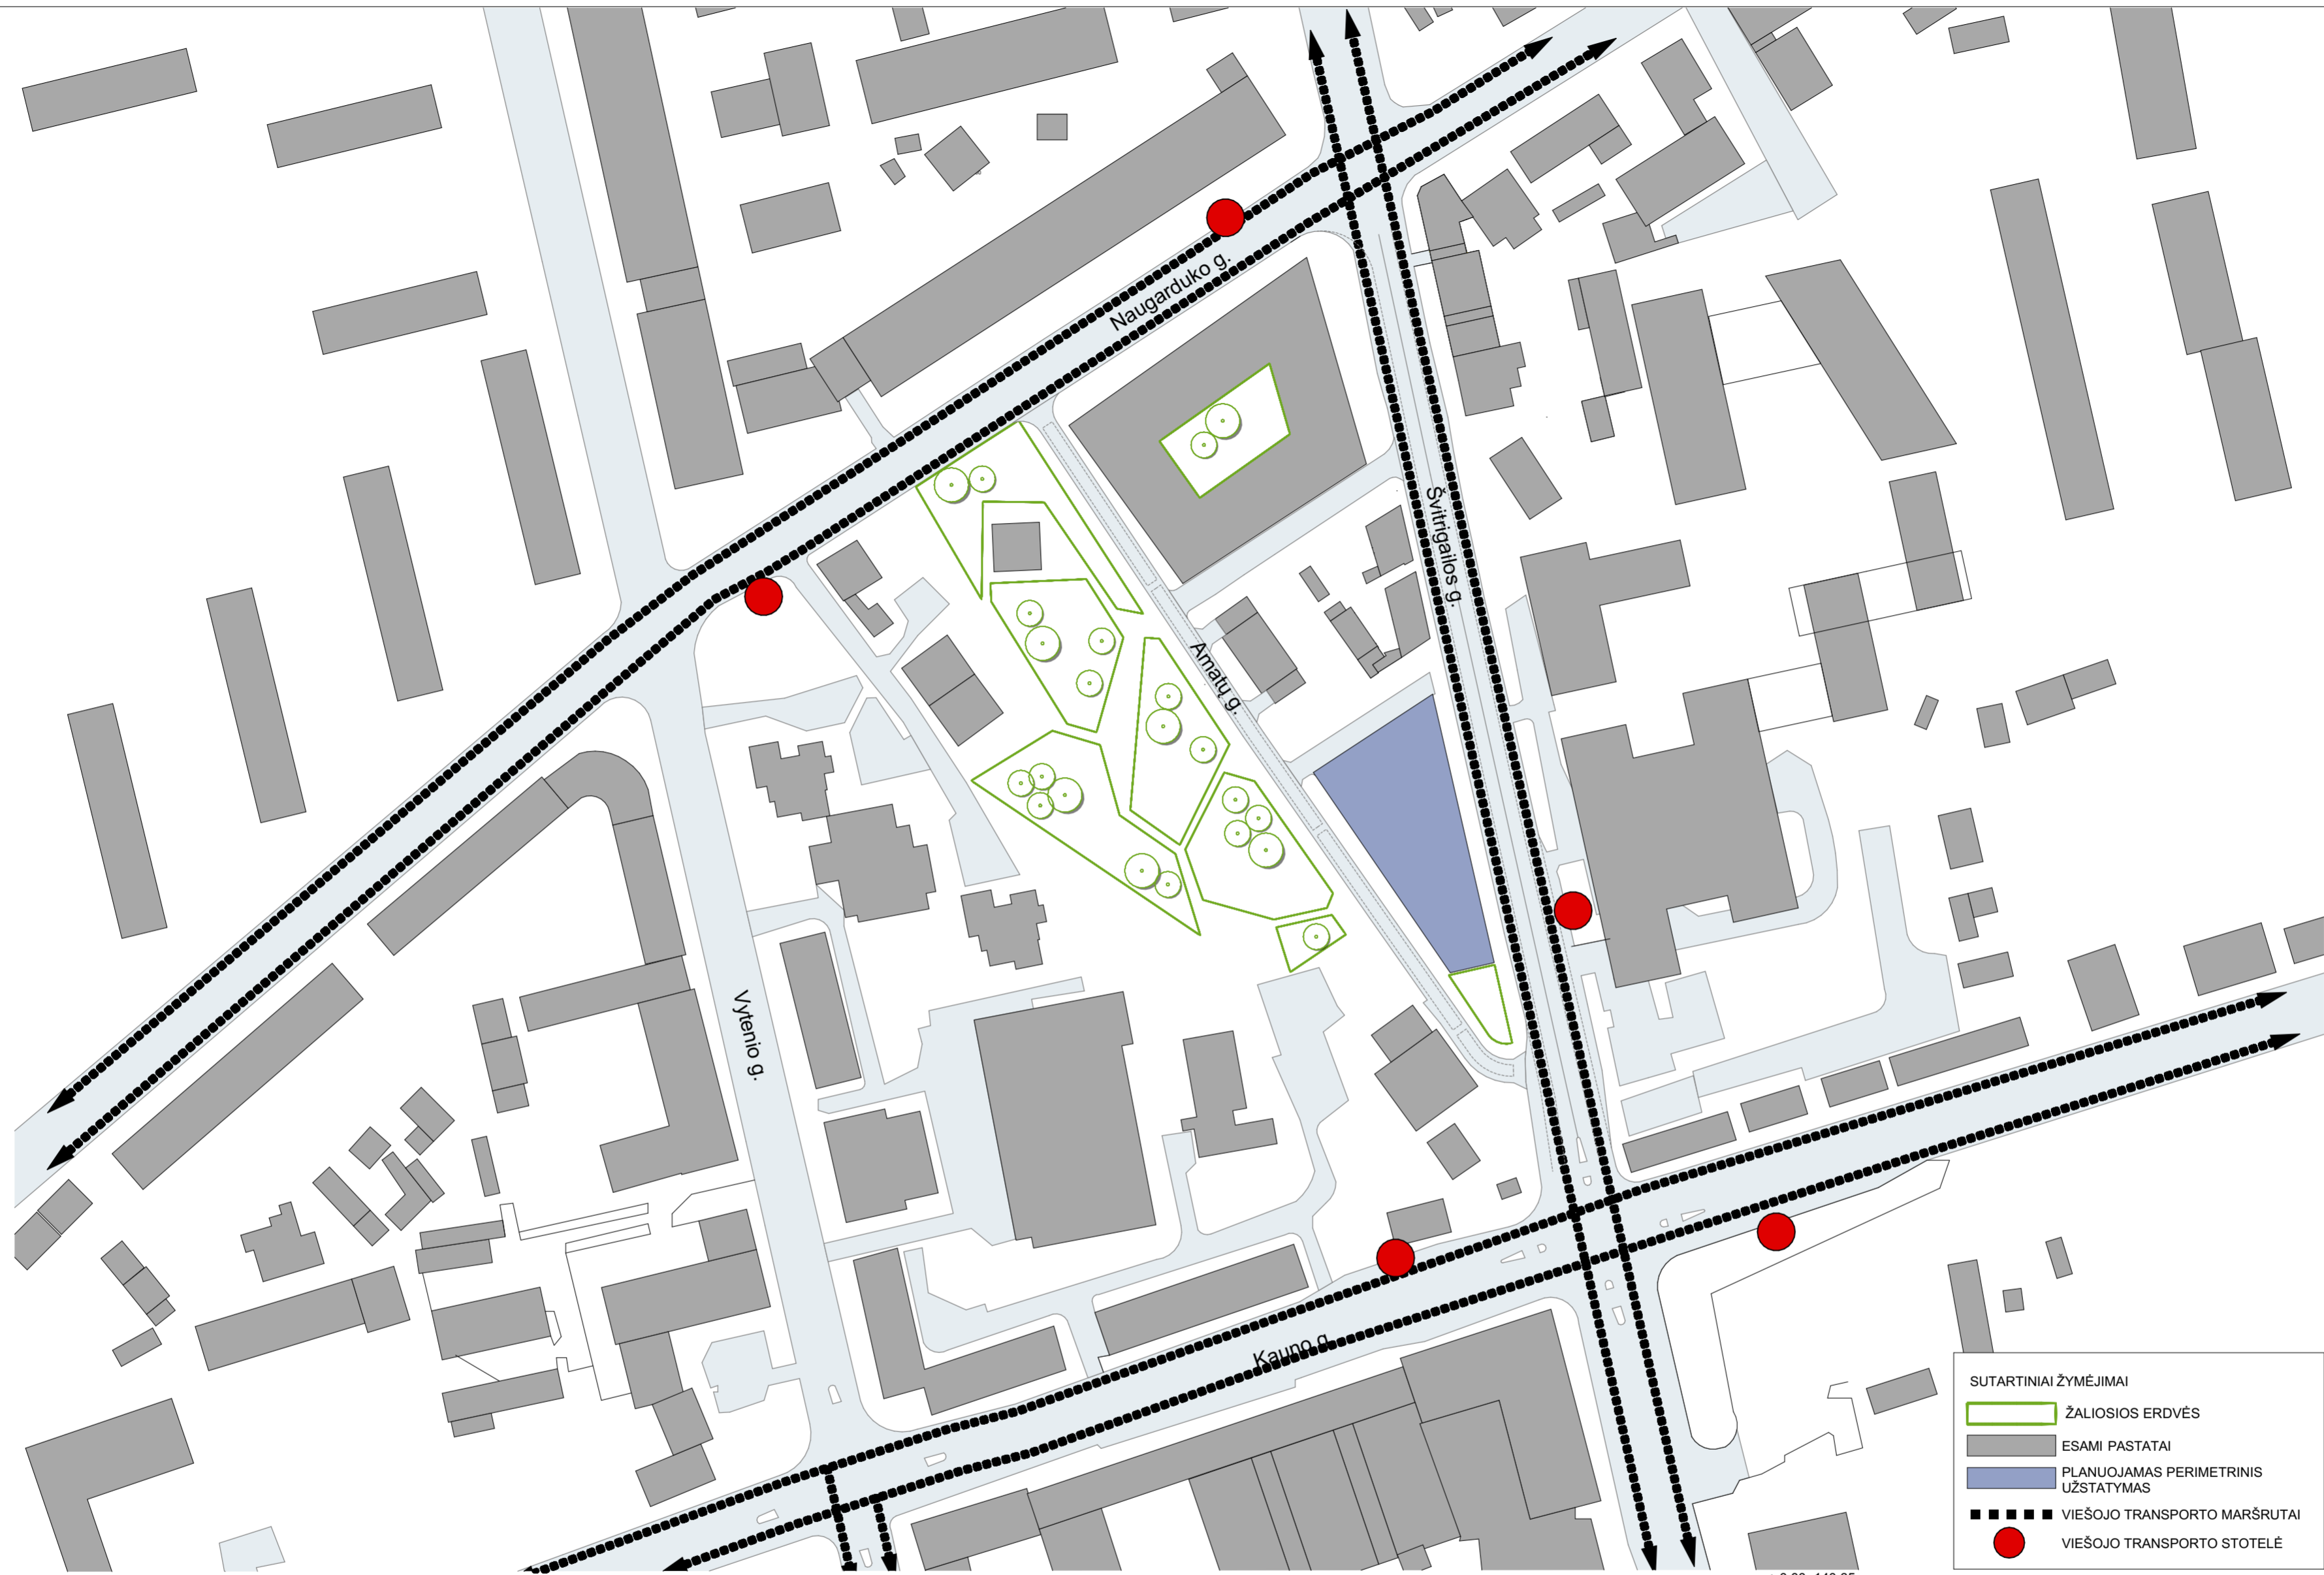 Naugarduko g.
Švitrigailos g.
Amatų g.
Vytenio g.
Kauno g.
SUTARTINIAI ŽYMĖJIMAI
ŽALIOSIOS ERDVĖS
ESAMI PASTATAI
PLANUOJAMAS PERIMETRINIS
UŽSTATYMAS
VIEŠOJO TRANSPORTO MARŠRUTAI
VIEŠOJO TRANSPORTO STOTELĖ